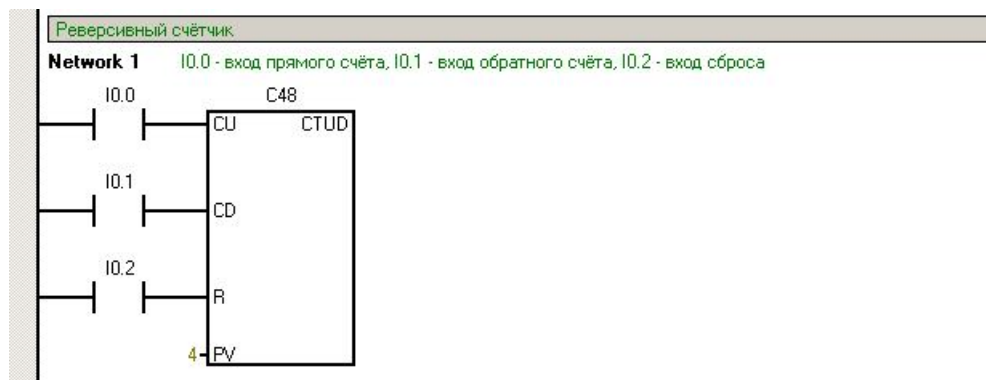 Реверсивный счётчик
Network 1 I0.0 - вход прямого счёта, I0.1 - вход обратного счёта, I0.2 - вход сброса
I0.0 C48
CU CTUD
I0.1
CD
I0.2
R
4 PV